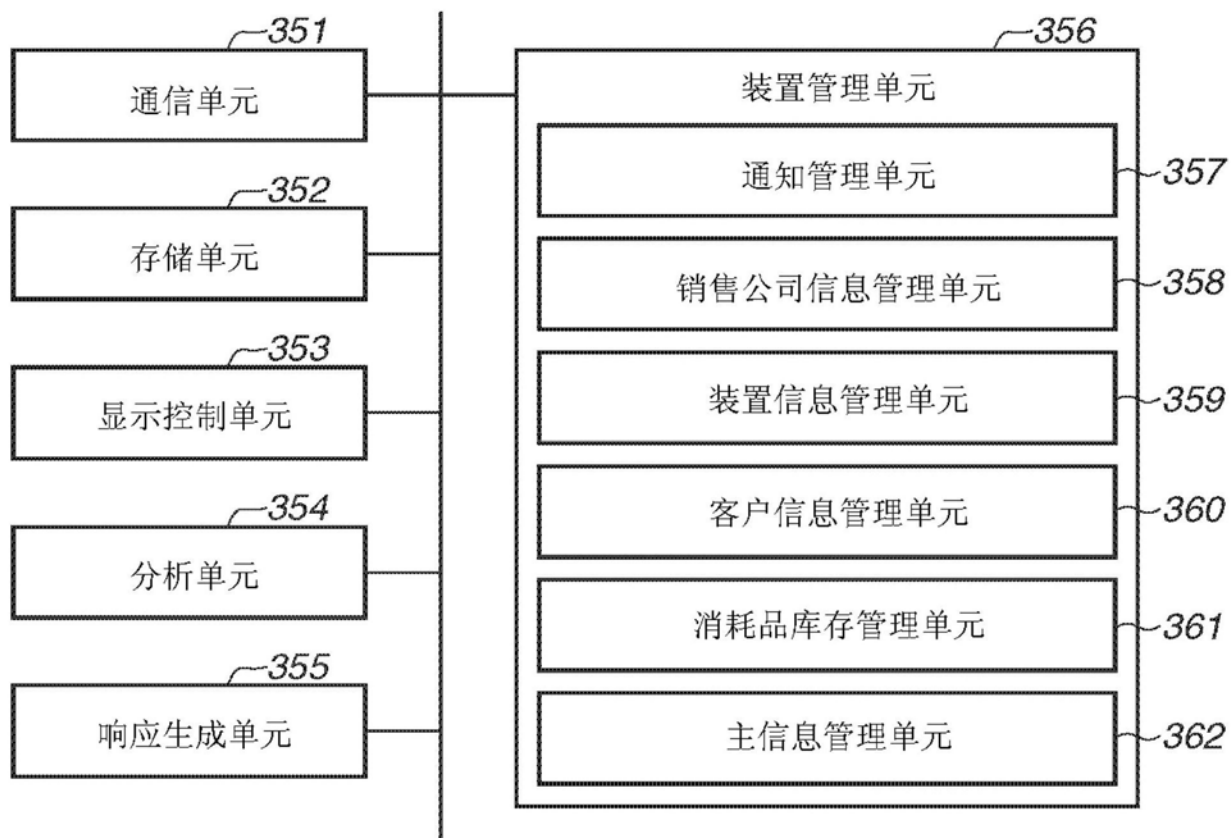 351
通信单元
352
存储单元
353
显示控制单元
354
分析单元
355
响应生成单元
356
装置管理单元
通知管理单元
357
销售公司信息管理单元
358
装置信息管理单元
359
客户信息管理单元
360
消耗品库存管理单元
361
主信息管理单元
362